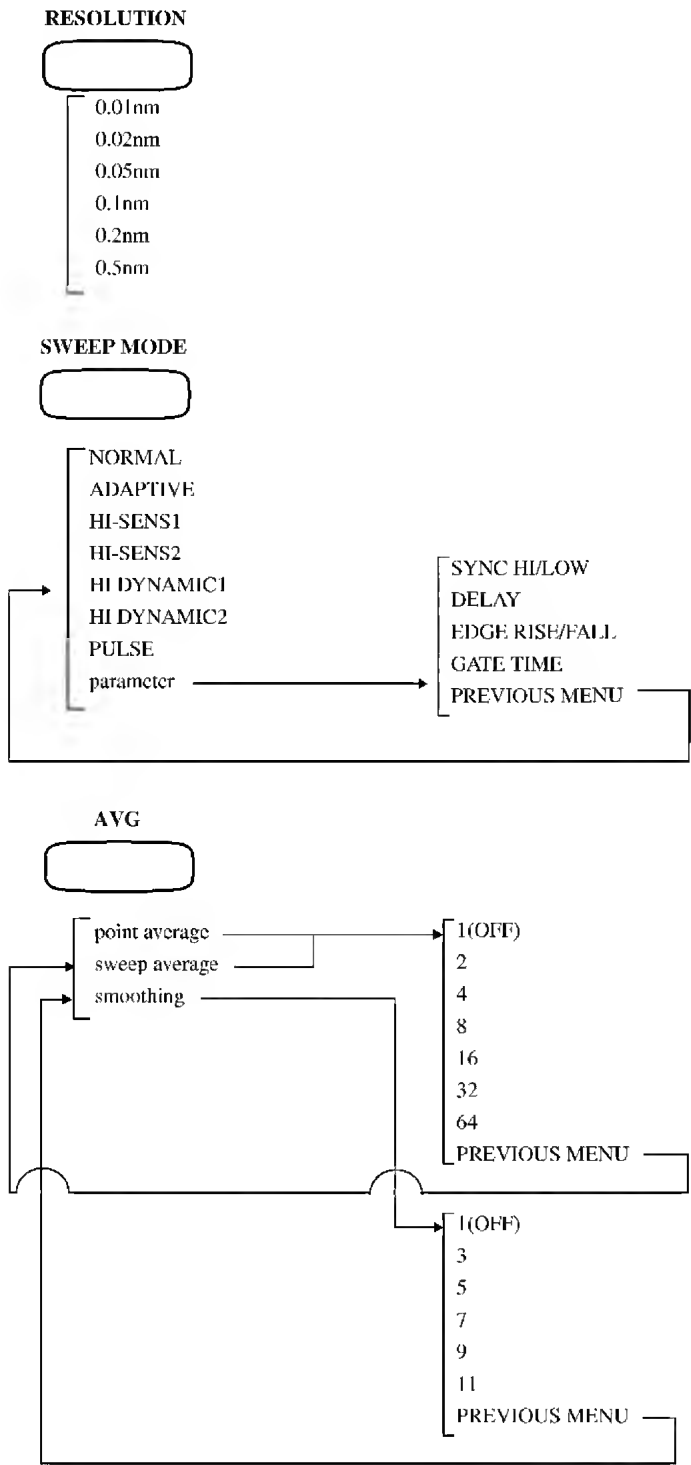 RESOLUTION
0.01nm
0.02nm
0.05nm
0.1nm
0.2nm
0.5nm
SWEEP MODE
NORMAL
ADAPTIVE
HI-SENS1
HI-SENS2
HI DYNAMIC1
HI DYNAMIC2
PULSE
parameter
SYNC HI/LOW
DELAY
EDGE RISE/FALL
GATE TIME
PREVIOUS MENU
AVG
point average
sweep average
smoothing
1(OFF)
2
4
8
16
32
64
PREVIOUS MENU
1(OFF)
3
5
7
9
11
PREVIOUS MENU